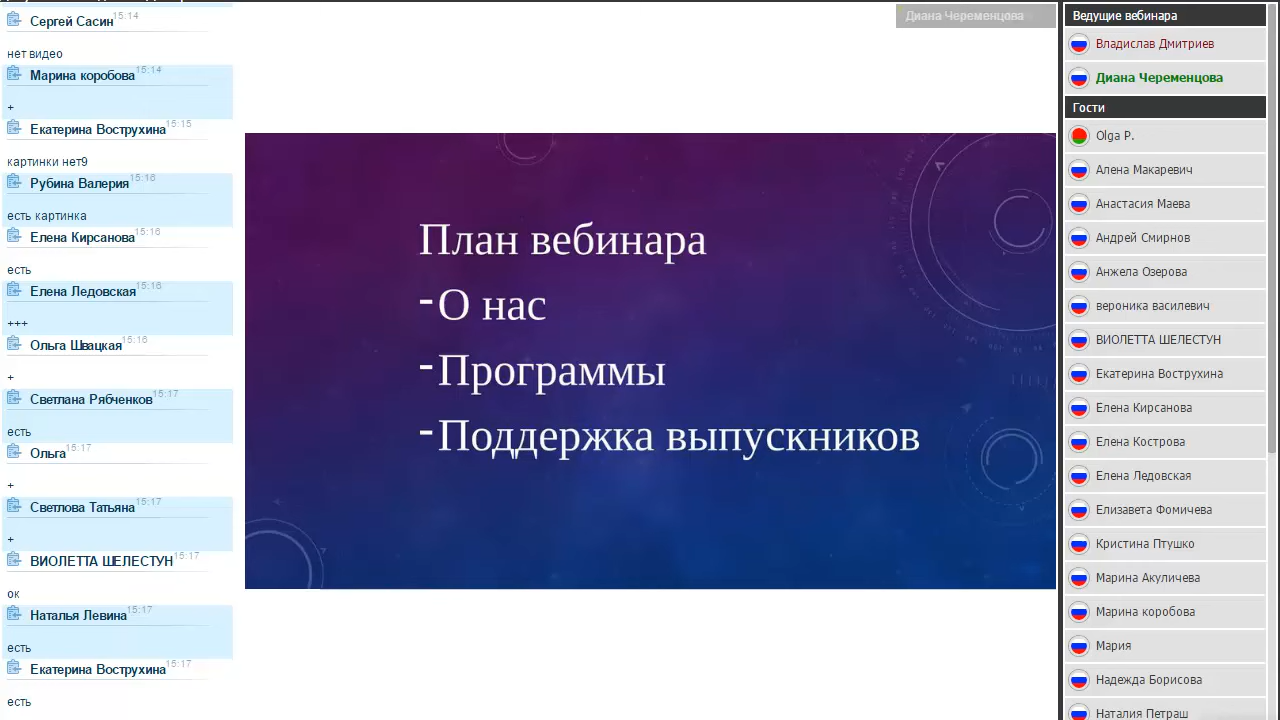 Сергей Сасин 15:14
нет видео
Марина коробова 15:14
+
Екатерина Вострухина 15:15
картинки нет9
Рубина Валерия 15:16
есть картинка
Елена Кирсанова 15:16
есть
Елена Ледовская 15:16
+++
Ольга Швацкая 15:16
+
Светлана Рябченков 15:17
есть
Ольга 15:17
+
Светлова Татьяна 15:17
+
ВИОЛЕТТА ШЕЛЕСТУН 15:17
ок
Наталья Левина 15:17
есть
Екатерина Вострухина 15:17
есть
Диана Череменцова
План вебинара
-О нас
-Программы
-Поддержка выпускников
Ведущие вебинара
Владислав Дмитриев
Диана Череменцова
Гости
Olga P.
Алена Макаревич
Анастасия Маева
Андрей Смирнов
Анжела Озерова
вероника василевич
ВИОЛЕТТА ШЕЛЕСТУН
Екатерина Вострухина
Елена Кирсанова
Елена Кострова
Елена Ледовская
Елизавета Фомичева
Кристина Птушко
Марина Акуличева
Марина коробова
Мария
Надежда Борисова
Наталия Петраш